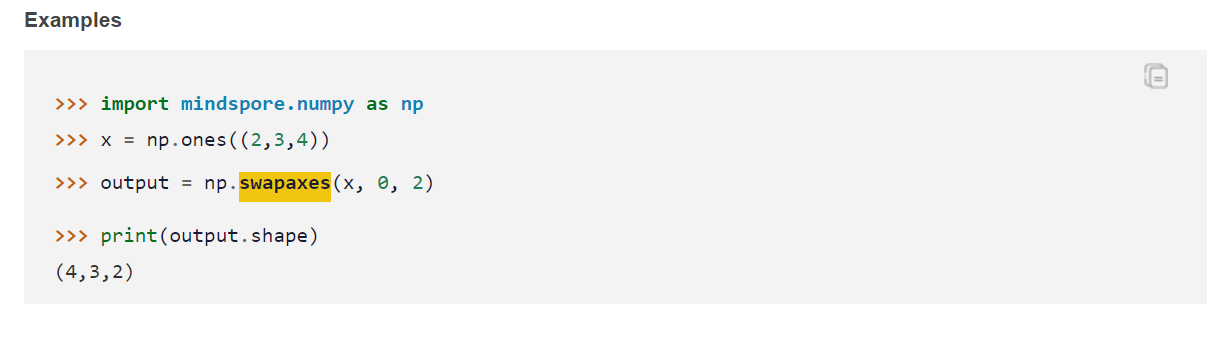 Examples
>>> import mindspore.numpy as np
>>> x = np.ones((2,3,4))
>>> output = np.swapaxes(x, 0, 2)
>>> print(output.shape)
(4,3,2)